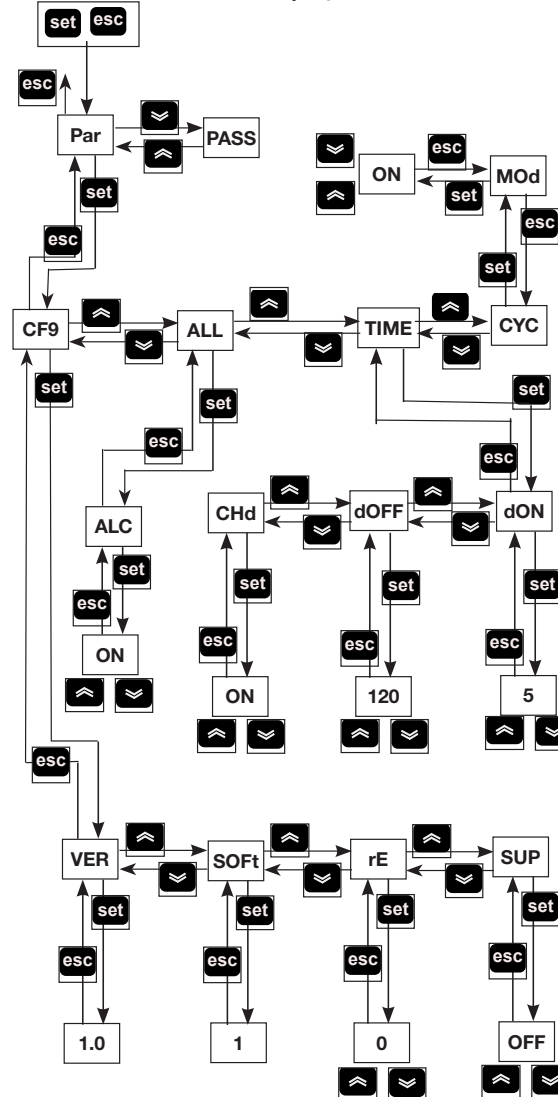 set esc
esc
Par
PASS
set
esc
ON
esc
MOd
set
esc
set
CF9
ALL
TIME
CYC
set
set
set
esc
esc
ALC
CHd
dOFF
dON
set
set
set
set
esc
esc
esc
esc
ON
ON
120
5
esc
VER
SOFt
rE
SUP
set
set
set
set
esc
esc
esc
esc
1.0
1
0
OFF